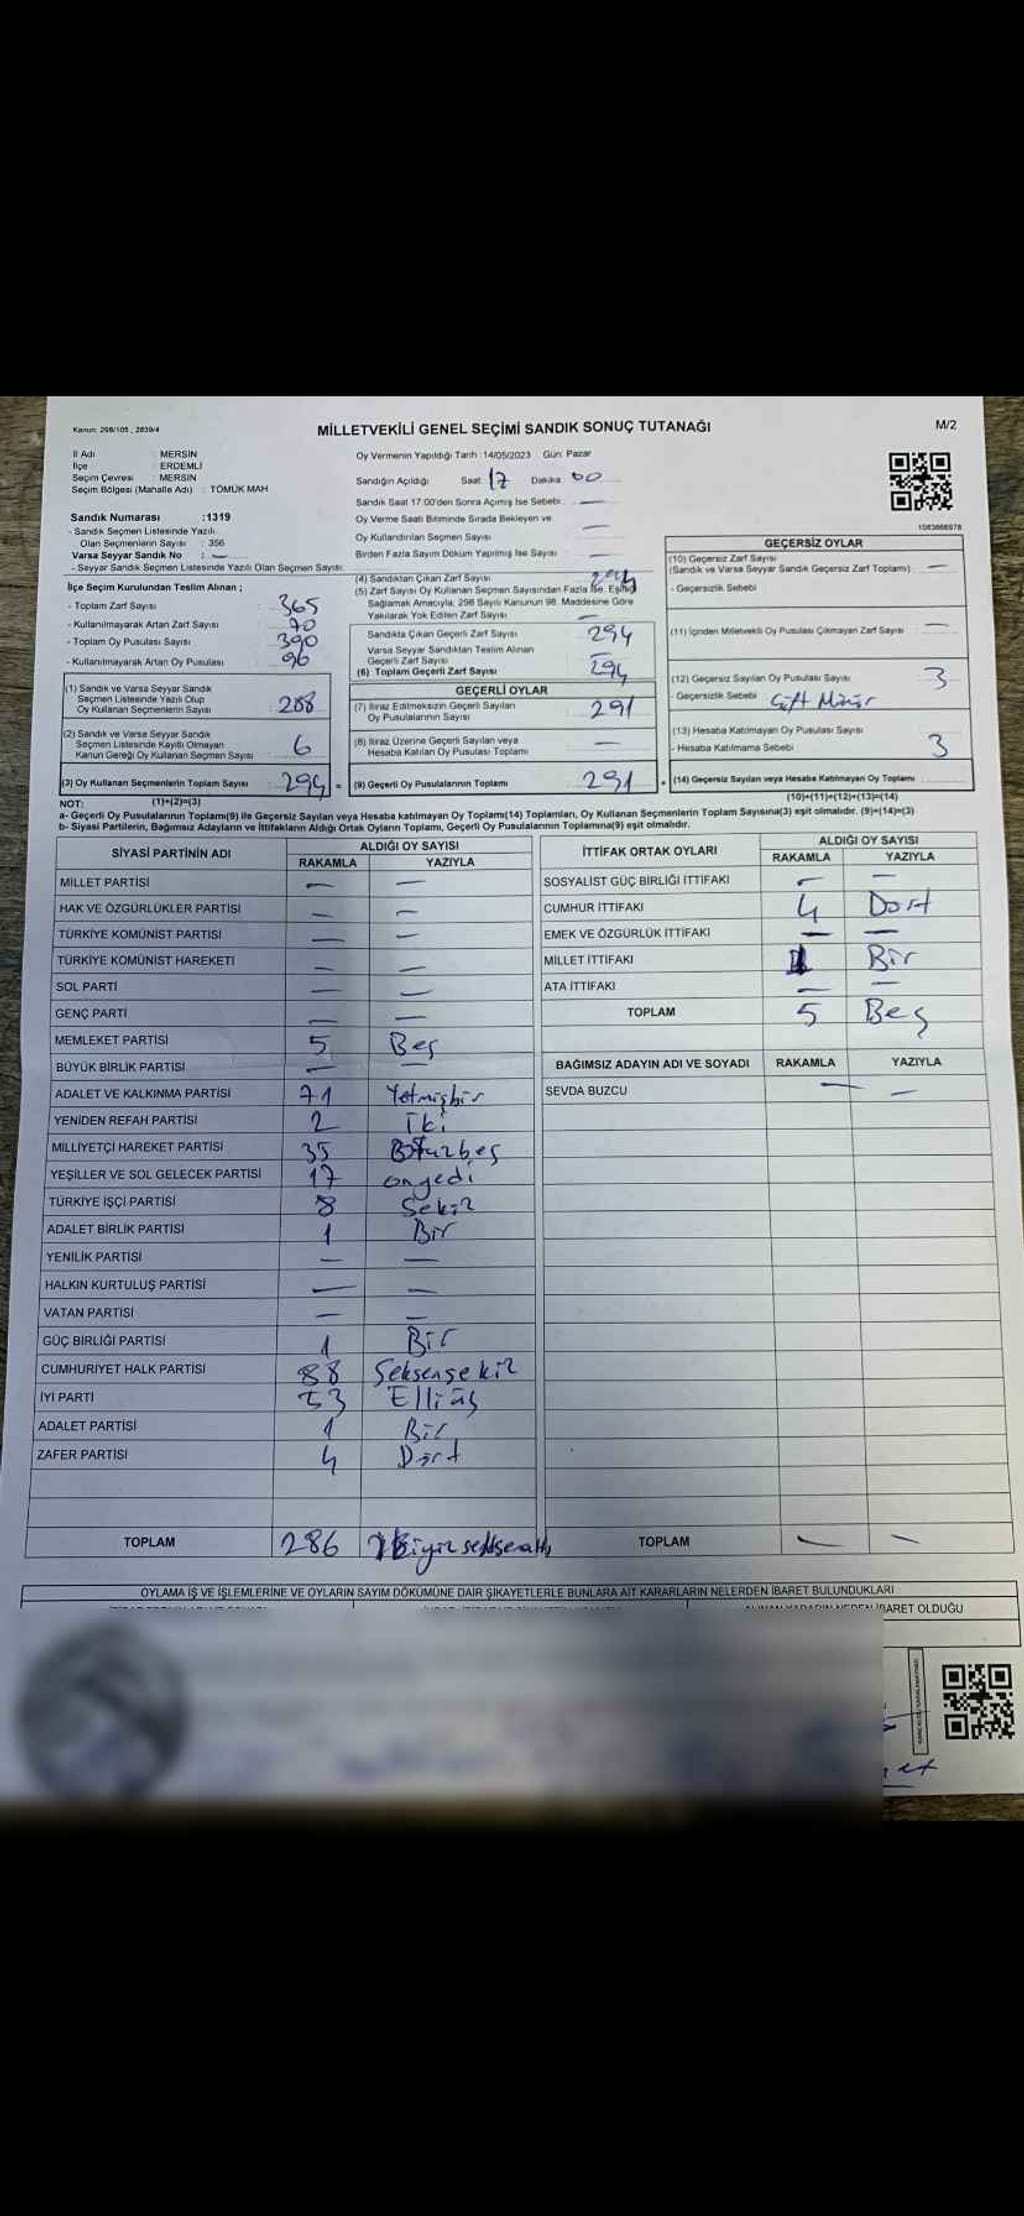 Kanun: 298/105 , 2839/4
MİLLETVEKİLİ GENEL SEÇİMİ SANDIK SONUÇ TUTANAĞI
M/2
İl Adı : MERSİN
İlçe : ERDEMLİ
Seçim Çevresi : MERSİN
Seçim Bölgesi (Mahalle Adı) : TÖMÜK MAH
Sandık Numarası :1319
- Sandık Seçmen Listesinde Yazılı
Olan Seçmenlerin Sayısı : 356
Varsa Seyyar Sandık No : —
- Seyyar Sandık Seçmen Listesinde Yazılı Olan Seçmen Sayısı:
Oy Vermenin Yapıldığı Tarih :14/05/2023 Gün: Pazar
Sandığın Açıldığı Saat: 17 Dakika: 00
Sandık Saat 17:00'den Sonra Açılmış İse Sebebi: —
Oy Verme Saati Bitiminde Sırada Bekleyen ve
Oy Kullandırılan Seçmen Sayısı —
Birden Fazla Sayım Döküm Yapılmış İse Sayısı —
İlçe Seçim Kurulundan Teslim Alınan ;
- Toplam Zarf Sayısı : 365
- Kullanılmayarak Artan Zarf Sayısı : 70
- Toplam Oy Pusulası Sayısı : 390
- Kullanılmayarak Artan Oy Pusulası : 96
(1) Sandık ve Varsa Seyyar Sandık
Seçmen Listesinde Yazılı Olup
Oy Kullanan Seçmenlerin Sayısı : 288
(2) Sandık ve Varsa Seyyar Sandık
Seçmen Listesinde Kayıtlı Olmayan
Kanun Gereği Oy Kullanan Seçmen Sayısı : 6
(3) Oy Kullanan Seçmenlerin Toplam Sayısı 294 =
(1)+(2)=(3)
(4) Sandıktan Çıkan Zarf Sayısı 294
(5) Zarf Sayısı Oy Kullanan Seçmen Sayısından Fazla İse, Eşitliği
Sağlamak Amacıyla, 298 Sayılı Kanunun 98. Maddesine Göre
Yakılarak Yok Edilen Zarf Sayısı —
Sandıkta Çıkan Geçerli Zarf Sayısı 294
Varsa Seyyar Sandıktan Teslim Alınan
Geçerli Zarf Sayısı —
(6) Toplam Geçerli Zarf Sayısı 294
GEÇERLİ OYLAR
(7) İtiraz Edilmeksizin Geçerli Sayılan
Oy Pusulalarının Sayısı 291
(8) İtiraz Üzerine Geçerli Sayılan veya
Hesaba Katılan Oy Pusulası Toplamı —
(9) Geçerli Oy Pusulalarının Toplamı 291 +
1083666978
GEÇERSİZ OYLAR
(10) Geçersiz Zarf Sayısı
(Sandık ve Varsa Seyyar Sandık Geçersiz Zarf Toplamı) : —
- Geçersizlik Sebebi
(11) İçinden Milletvekili Oy Pusulası Çıkmayan Zarf Sayısı : —
(12) Geçersiz Sayılan Oy Pusulası Sayısı 3
- Geçersizlik Sebebi : Çift Mühür
(13) Hesaba Katılmayan Oy Pusulası Sayısı
- Hesaba Katılmama Sebebi : 3
(14) Geçersiz Sayılan veya Hesaba Katılmayan Oy Toplamı
(10)+(11)+(12)+(13)=(14)
NOT:
a- Geçerli Oy Pusulalarının Toplamı(9) ile Geçersiz Sayılan veya Hesaba katılmayan Oy Toplamı(14) Toplamları, Oy Kullanan Seçmenlerin Toplam Sayısına(3) eşit olmalıdır. (9)+(14)=(3)
b- Siyasi Partilerin, Bağımsız Adayların ve İttifakların Aldığı Ortak Oyların Toplamı, Geçerli Oy Pusulalarının Toplamına(9) eşit olmalıdır.
SİYASİ PARTİNİN ADI
ALDIĞI OY SAYISI
RAKAMLA YAZIYLA
MİLLET PARTİSİ — —
HAK VE ÖZGÜRLÜKLER PARTİSİ — —
TÜRKİYE KOMÜNİST PARTİSİ — —
TÜRKİYE KOMÜNİST HAREKETİ — —
SOL PARTİ — —
GENÇ PARTİ — —
MEMLEKET PARTİSİ 5 Beş
BÜYÜK BİRLİK PARTİSİ — —
ADALET VE KALKINMA PARTİSİ 71 Yetmişbir
YENİDEN REFAH PARTİSİ 2 İki
MİLLİYETÇİ HAREKET PARTİSİ 35 Otuzbeş
YEŞİLLER VE SOL GELECEK PARTİSİ 17 onyedi
TÜRKİYE İŞÇİ PARTİSİ 8 Sekiz
ADALET BİRLİK PARTİSİ 1 Bir
YENİLİK PARTİSİ — —
HALKIN KURTULUŞ PARTİSİ — —
VATAN PARTİSİ — —
GÜÇ BİRLİĞİ PARTİSİ 1 Bir
CUMHURİYET HALK PARTİSİ 88 Seksensekiz
İYİ PARTİ 53 Elliüç
ADALET PARTİSİ 1 Bir
ZAFER PARTİSİ 4 Dört
TOPLAM 286 ikiyüzseksenaltı
İTTİFAK ORTAK OYLARI
ALDIĞI OY SAYISI
RAKAMLA YAZIYLA
SOSYALİST GÜÇ BİRLİĞİ İTTİFAKI — —
CUMHUR İTTİFAKI 4 Dört
EMEK VE ÖZGÜRLÜK İTTİFAKI — —
MİLLET İTTİFAKI 1 Bir
ATA İTTİFAKI — —
TOPLAM 5 Beş
BAĞIMSIZ ADAYIN ADI VE SOYADI RAKAMLA YAZIYLA
SEVDA BUZCU — —
TOPLAM — —
OYLAMA İŞ VE İŞLEMLERİNE VE OYLARIN SAYIM DÖKÜMÜNE DAİR ŞİKAYETLERLE BUNLARA AİT KARARLARIN NELERDEN İBARET BULUNDUKLARI
ALINAN KARARIN NEDEN İBARET OLDUĞU